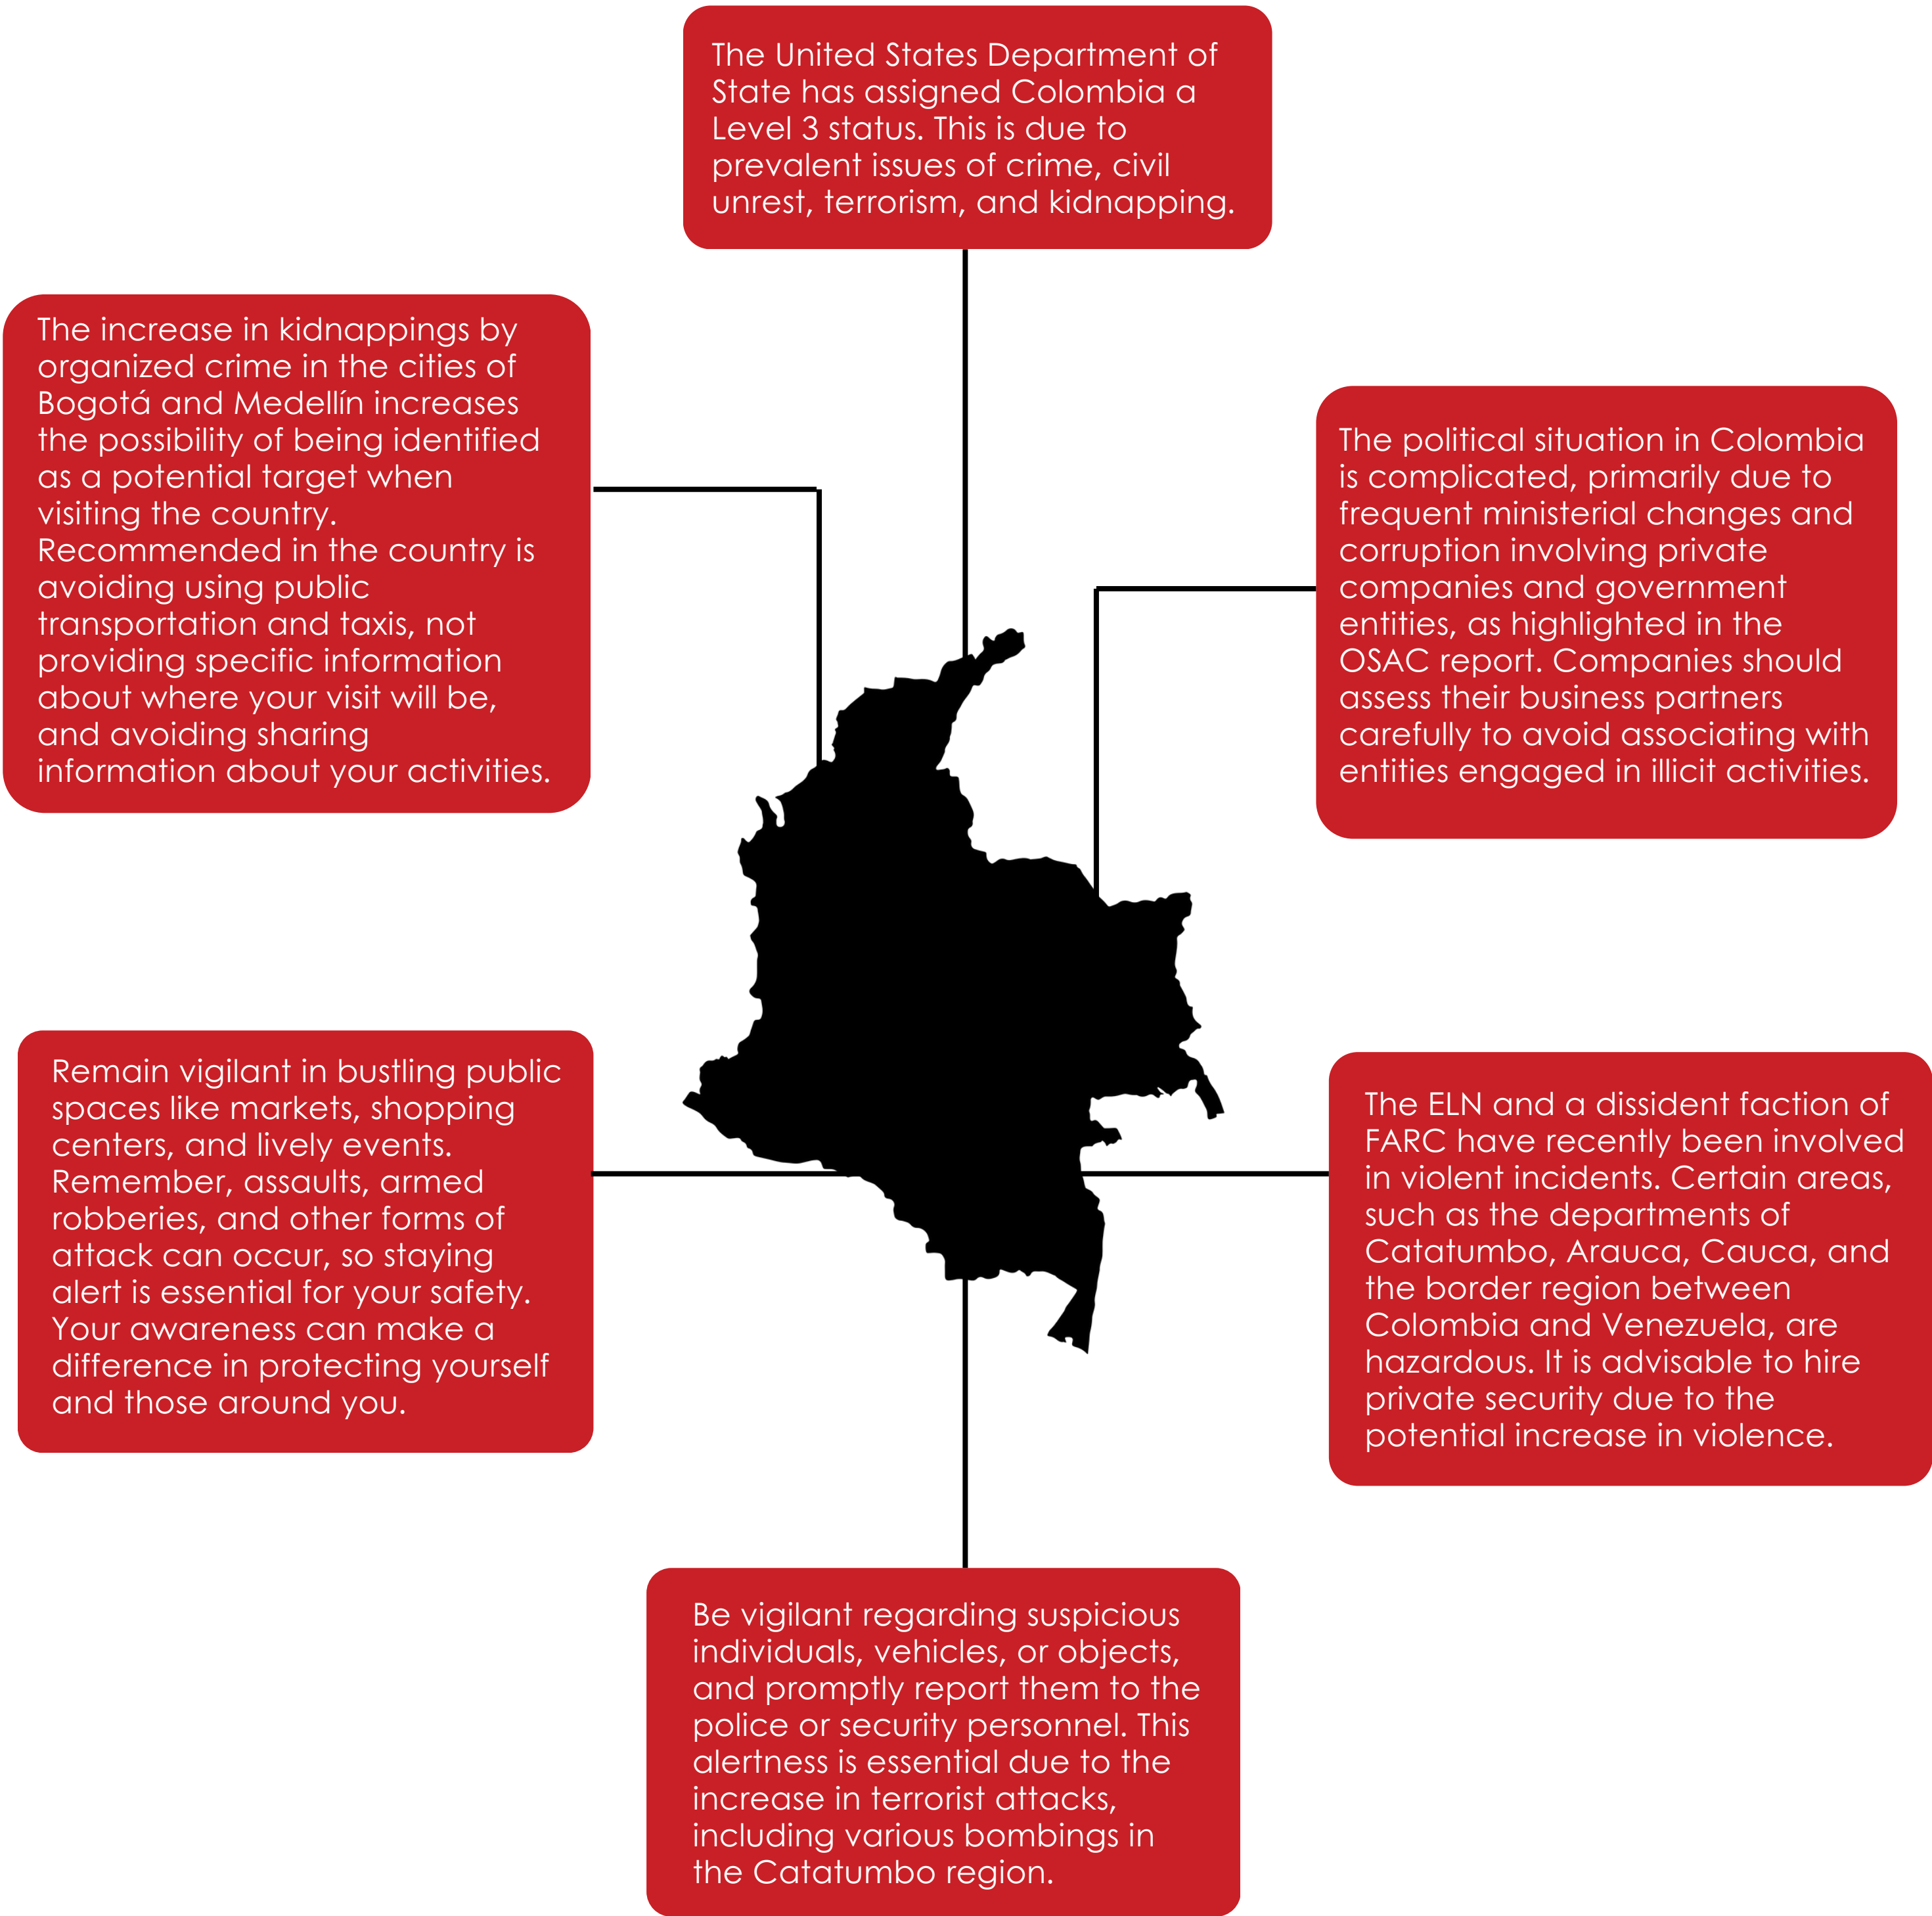 The United States Department of
State has assigned Colombia a
Level 3 status. This is due to
prevalent issues of crime, civil
unrest, terrorism, and kidnapping.
The increase in kidnappings by
organized crime in the cities of
Bogotá and Medellín increases
the possibility of being identified
as a potential target when
visiting the country.
Recommended in the country is
avoiding using public
transportation and taxis, not
providing specific information
about where your visit will be,
and avoiding sharing
information about your activities.
The political situation in Colombia
is complicated, primarily due to
frequent ministerial changes and
corruption involving private
companies and government
entities, as highlighted in the
OSAC report. Companies should
assess their business partners
carefully to avoid associating with
entities engaged in illicit activities.
Remain vigilant in bustling public
spaces like markets, shopping
centers, and lively events.
Remember, assaults, armed
robberies, and other forms of
attack can occur, so staying
alert is essential for your safety.
Your awareness can make a
difference in protecting yourself
and those around you.
The ELN and a dissident faction of
FARC have recently been involved
in violent incidents. Certain areas,
such as the departments of
Catatumbo, Arauca, Cauca, and
the border region between
Colombia and Venezuela, are
hazardous. It is advisable to hire
private security due to the
potential increase in violence.
Be vigilant regarding suspicious
individuals, vehicles, or objects,
and promptly report them to the
police or security personnel. This
alertness is essential due to the
increase in terrorist attacks,
including various bombings in
the Catatumbo region.